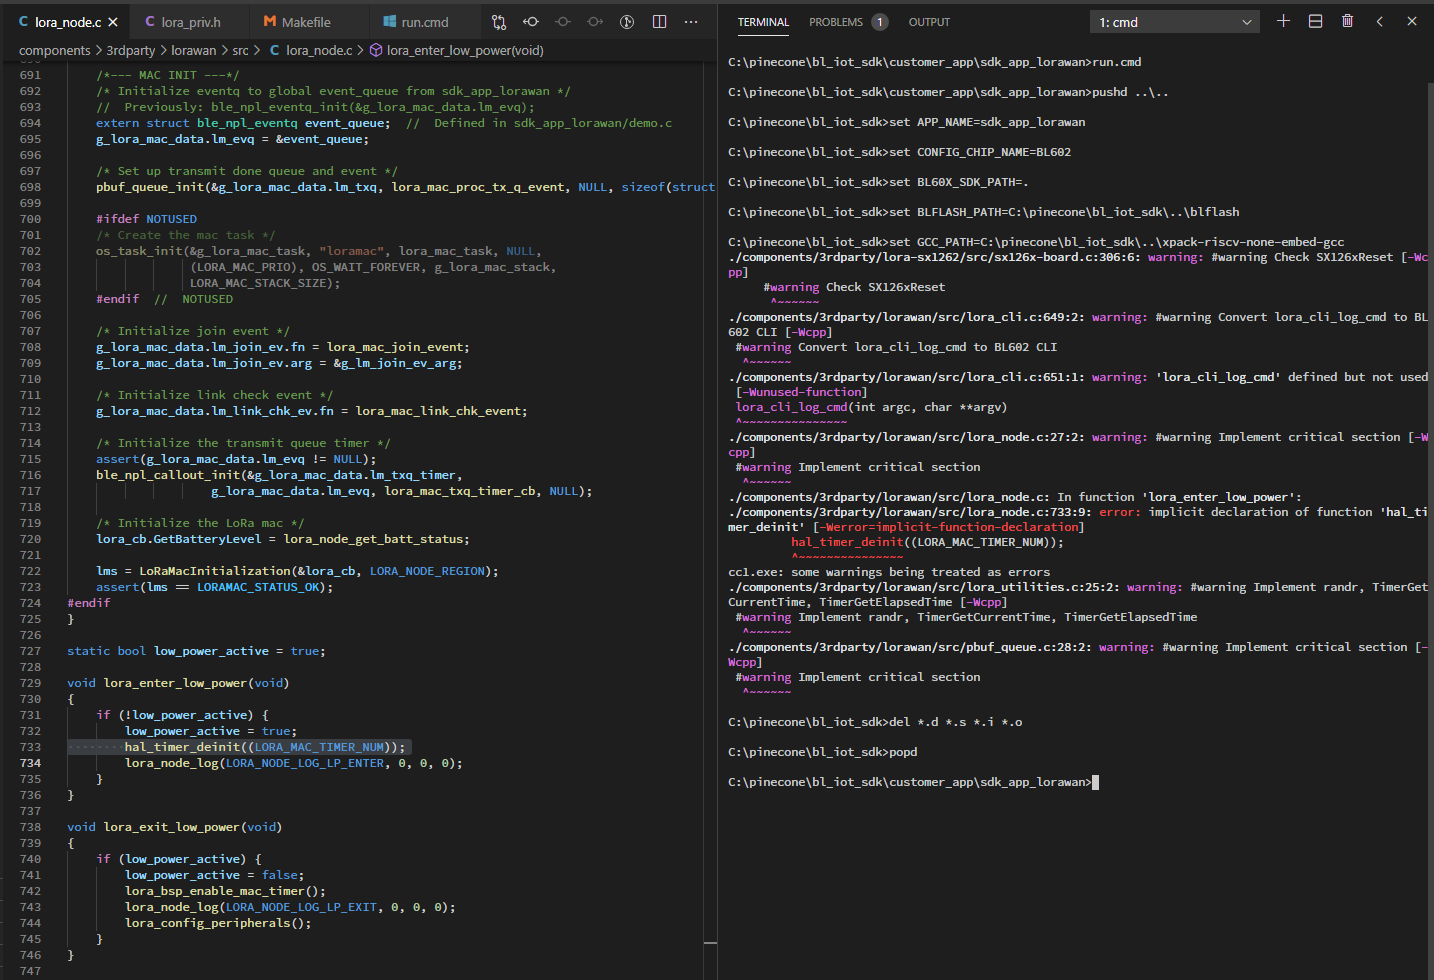 lora_node.c
lora_priv.h
Makefile
run.cmd
components > 3rdparty > lorawan > src > lora_node.c > lora_enter_low_power(void)
691 /*--- MAC INIT ---*/
692 /* Initialize eventq to global event_queue from sdk_app_lorawan */
693 //  Previously: ble_npl_eventq_init(&g_lora_mac_data.lm_evq);
694 extern struct ble_npl_eventq event_queue;  //  Defined in sdk_app_lorawan/demo.c
695 g_lora_mac_data.lm_evq = &event_queue;
696
697 /* Set up transmit done queue and event */
698 pbuf_queue_init(&g_lora_mac_data.lm_txq, lora_mac_proc_tx_q_event, NULL, sizeof(struct
699
700 #ifdef NOTUSED
701 /* Create the mac task */
702 os_task_init(&g_lora_mac_task, "loramac", lora_mac_task, NULL,
703 (LORA_MAC_PRIO), OS_WAIT_FOREVER, g_lora_mac_stack,
704 LORA_MAC_STACK_SIZE);
705 #endif  //  NOTUSED
706
707 /* Initialize join event */
708 g_lora_mac_data.lm_join_ev.fn = lora_mac_join_event;
709 g_lora_mac_data.lm_join_ev.arg = &g_lm_join_ev_arg;
710
711 /* Initialize link check event */
712 g_lora_mac_data.lm_link_chk_ev.fn = lora_mac_link_chk_event;
713
714 /* Initialize the transmit queue timer */
715 assert(g_lora_mac_data.lm_evq != NULL);
716 ble_npl_callout_init(&g_lora_mac_data.lm_txq_timer,
717 g_lora_mac_data.lm_evq, lora_mac_txq_timer_cb, NULL);
718
719 /* Initialize the LoRa mac */
720 lora_cb.GetBatteryLevel = lora_node_get_batt_status;
721
722 lms = LoRaMacInitialization(&lora_cb, LORA_NODE_REGION);
723 assert(lms == LORAMAC_STATUS_OK);
724 #endif
725 }
726
727 static bool low_power_active = true;
728
729 void lora_enter_low_power(void)
730 {
731 if (!low_power_active) {
732 low_power_active = true;
733 hal_timer_deinit((LORA_MAC_TIMER_NUM));
734 lora_node_log(LORA_NODE_LOG_LP_ENTER, 0, 0, 0);
735 }
736 }
737
738 void lora_exit_low_power(void)
739 {
740 if (low_power_active) {
741 low_power_active = false;
742 lora_bsp_enable_mac_timer();
743 lora_node_log(LORA_NODE_LOG_LP_EXIT, 0, 0, 0);
744 lora_config_peripherals();
745 }
746 }
747
TERMINAL
PROBLEMS 1
OUTPUT
1: cmd
C:\pinecone\bl_iot_sdk\customer_app\sdk_app_lorawan>run.cmd
C:\pinecone\bl_iot_sdk\customer_app\sdk_app_lorawan>pushd ..\..
C:\pinecone\bl_iot_sdk>set APP_NAME=sdk_app_lorawan
C:\pinecone\bl_iot_sdk>set CONFIG_CHIP_NAME=BL602
C:\pinecone\bl_iot_sdk>set BL60X_SDK_PATH=.
C:\pinecone\bl_iot_sdk>set BLFLASH_PATH=C:\pinecone\bl_iot_sdk\..\blflash
C:\pinecone\bl_iot_sdk>set GCC_PATH=C:\pinecone\bl_iot_sdk\..\xpack-riscv-none-embed-gcc
./components/3rdparty/lora-sx1262/src/sx126x-board.c:306:6: warning: #warning Check SX126xReset [-Wc
pp]
#warning Check SX126xReset
^~~~~~~
./components/3rdparty/lorawan/src/lora_cli.c:649:2: warning: #warning Convert lora_cli_log_cmd to BL
602 CLI [-Wcpp]
#warning Convert lora_cli_log_cmd to BL602 CLI
^~~~~~~
./components/3rdparty/lorawan/src/lora_cli.c:651:1: warning: 'lora_cli_log_cmd' defined but not used
[-Wunused-function]
lora_cli_log_cmd(int argc, char **argv)
^~~~~~~~~~~~~~~~
./components/3rdparty/lorawan/src/lora_node.c:27:2: warning: #warning Implement critical section [-W
cpp]
#warning Implement critical section
^~~~~~~
./components/3rdparty/lorawan/src/lora_node.c: In function 'lora_enter_low_power':
./components/3rdparty/lorawan/src/lora_node.c:733:9: error: implicit declaration of function 'hal_ti
mer_deinit' [-Werror=implicit-function-declaration]
hal_timer_deinit((LORA_MAC_TIMER_NUM));
^~~~~~~~~~~~~~~~
cc1.exe: some warnings being treated as errors
./components/3rdparty/lorawan/src/lora_utilities.c:25:2: warning: #warning Implement randr, TimerGet
CurrentTime, TimerGetElapsedTime [-Wcpp]
#warning Implement randr, TimerGetCurrentTime, TimerGetElapsedTime
^~~~~~~
./components/3rdparty/lorawan/src/pbuf_queue.c:28:2: warning: #warning Implement critical section [-
Wcpp]
#warning Implement critical section
^~~~~~~
C:\pinecone\bl_iot_sdk>del *.d *.s *.i *.o
C:\pinecone\bl_iot_sdk>popd
C:\pinecone\bl_iot_sdk\customer_app\sdk_app_lorawan>